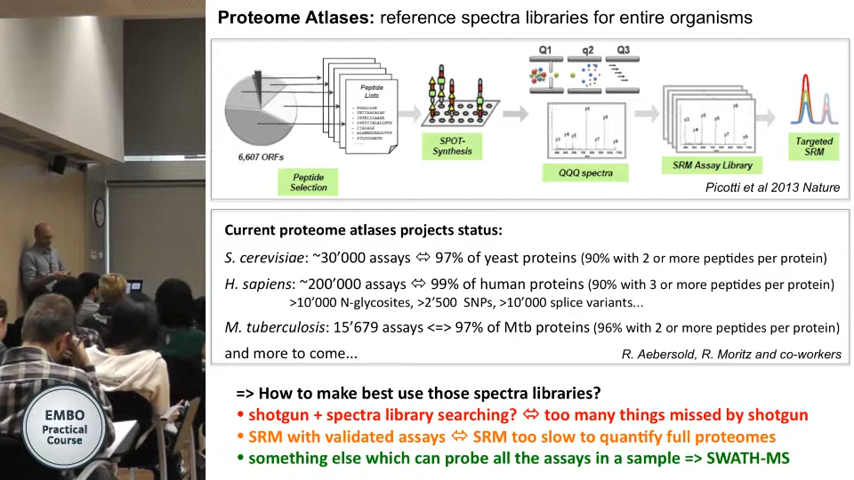 Proteome Atlases: reference spectra libraries for entire organisms
Q1 q2 Q3
Peptide
Lists
6,607 ORFs
Peptide
Selection
SPOT-
Synthesis
QQQ spectra
SRM Assay Library
Targeted
SRM
Picotti et al 2013 Nature
Current proteome atlases projects status:
S. cerevisiae: ~30’000 assays ⇔ 97% of yeast proteins (90% with 2 or more peptides per protein)
H. sapiens: ~200’000 assays ⇔ 99% of human proteins (90% with 3 or more peptides per protein)
>10’000 N-glycosites, >2’500 SNPs, >10’000 splice variants...
M. tuberculosis: 15’679 assays <=> 97% of Mtb proteins (96% with 2 or more peptides per protein)
and more to come...
R. Aebersold, R. Moritz and co-workers
=> How to make best use those spectra libraries?
• shotgun + spectra library searching? ⇔ too many things missed by shotgun
• SRM with validated assays ⇔ SRM too slow to quantify full proteomes
• something else which can probe all the assays in a sample => SWATH-MS
EMBO
Practical
Course